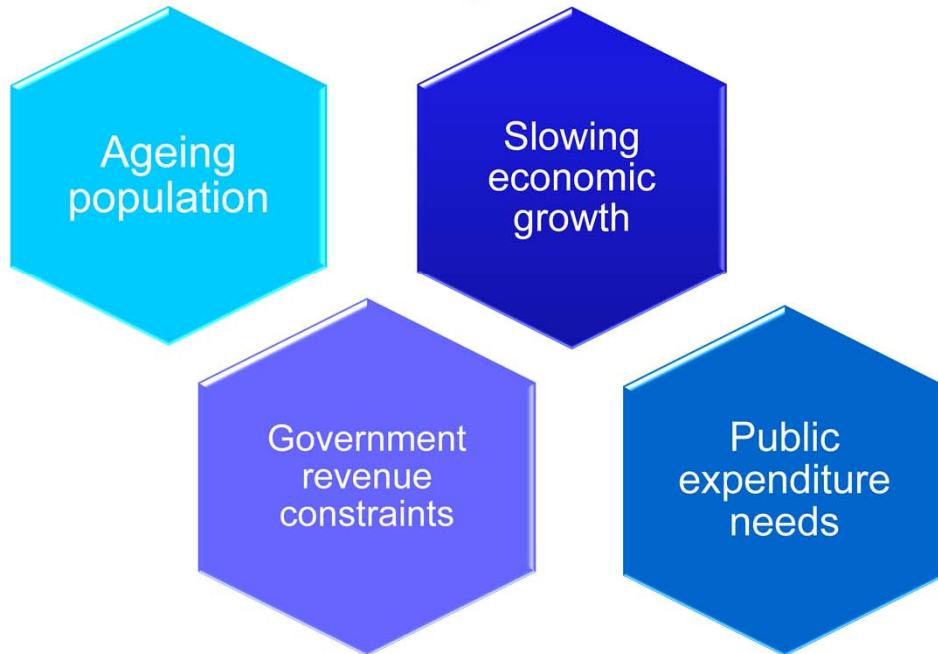 Ageing
population
Slowing
economic
growth
Government
revenue
constraints
Public
expenditure
needs